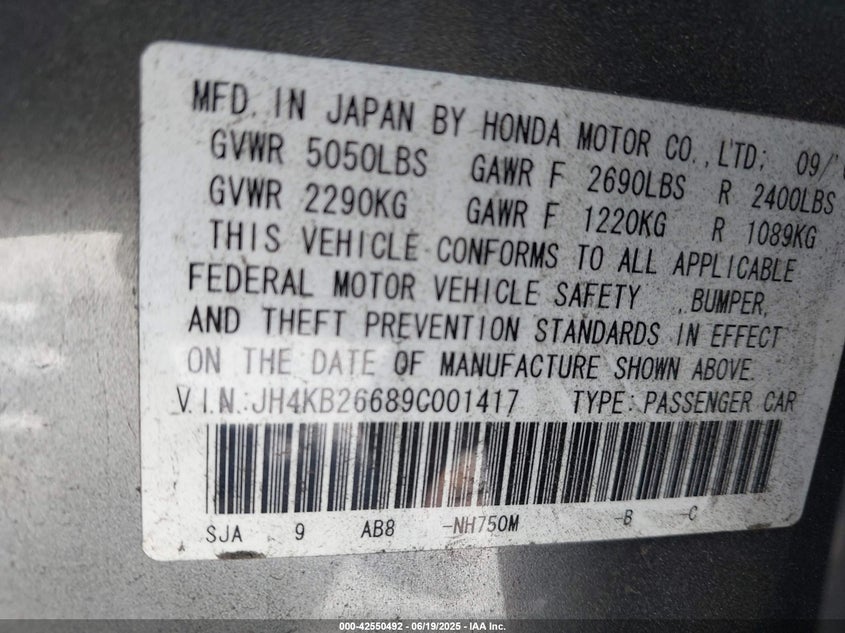 MFD. IN JAPAN BY HONDA MOTOR CO.,LTD; 09/
GVWR 5050LBS GAWR F 2690LBS R 2400LBS
GVWR 2290KG GAWR F 1220KG R 1089KG
THIS VEHICLE CONFORMS TO ALL APPLICABLE
FEDERAL MOTOR VEHICLE SAFETY , BUMPER,
AND THEFT PREVENTION STANDARDS IN EFFECT
ON THE DATE OF MANUFACTURE SHOWN ABOVE.
V.I.N.:JH4KB26689C001417 TYPE:PASSENGER CAR
SJA 9 AB8 -NH750M -B -C
000-42550492 - 06/19/2025 - IAA Inc.